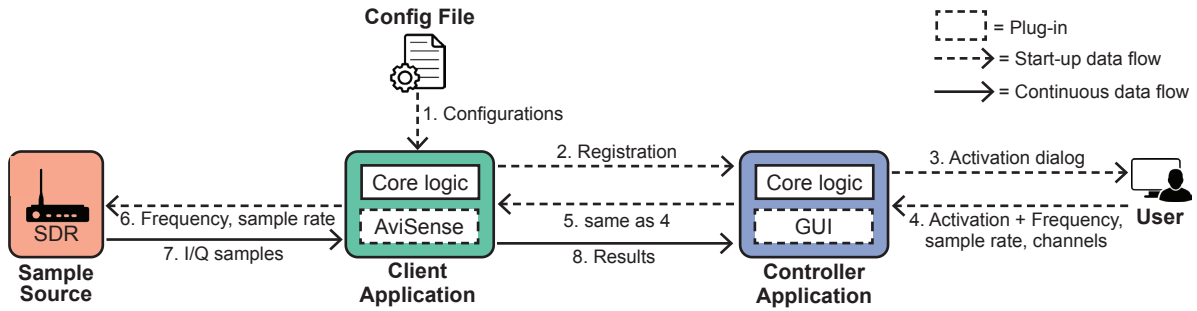 Config File
= Plug-in
= Start-up data flow
= Continuous data flow
1. Configurations
2. Registration
3. Activation dialog
Core logic
Core logic
SDR
6. Frequency, sample rate
AviSense
5. same as 4
GUI
4. Activation + Frequency,
sample rate, channels
User
7. I/Q samples
8. Results
Sample
Source
Client
Application
Controller
Application